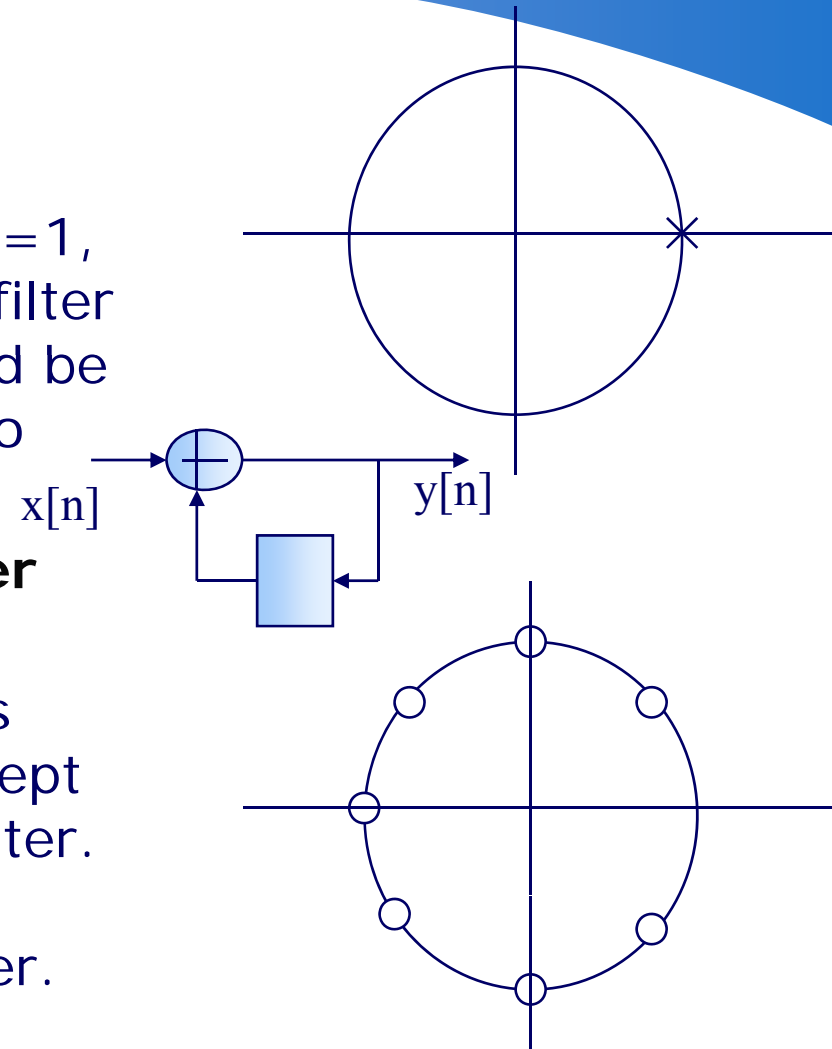 =1,
filter
d be
o
x[n]
y[n]
er
s
ept
ter.
er.